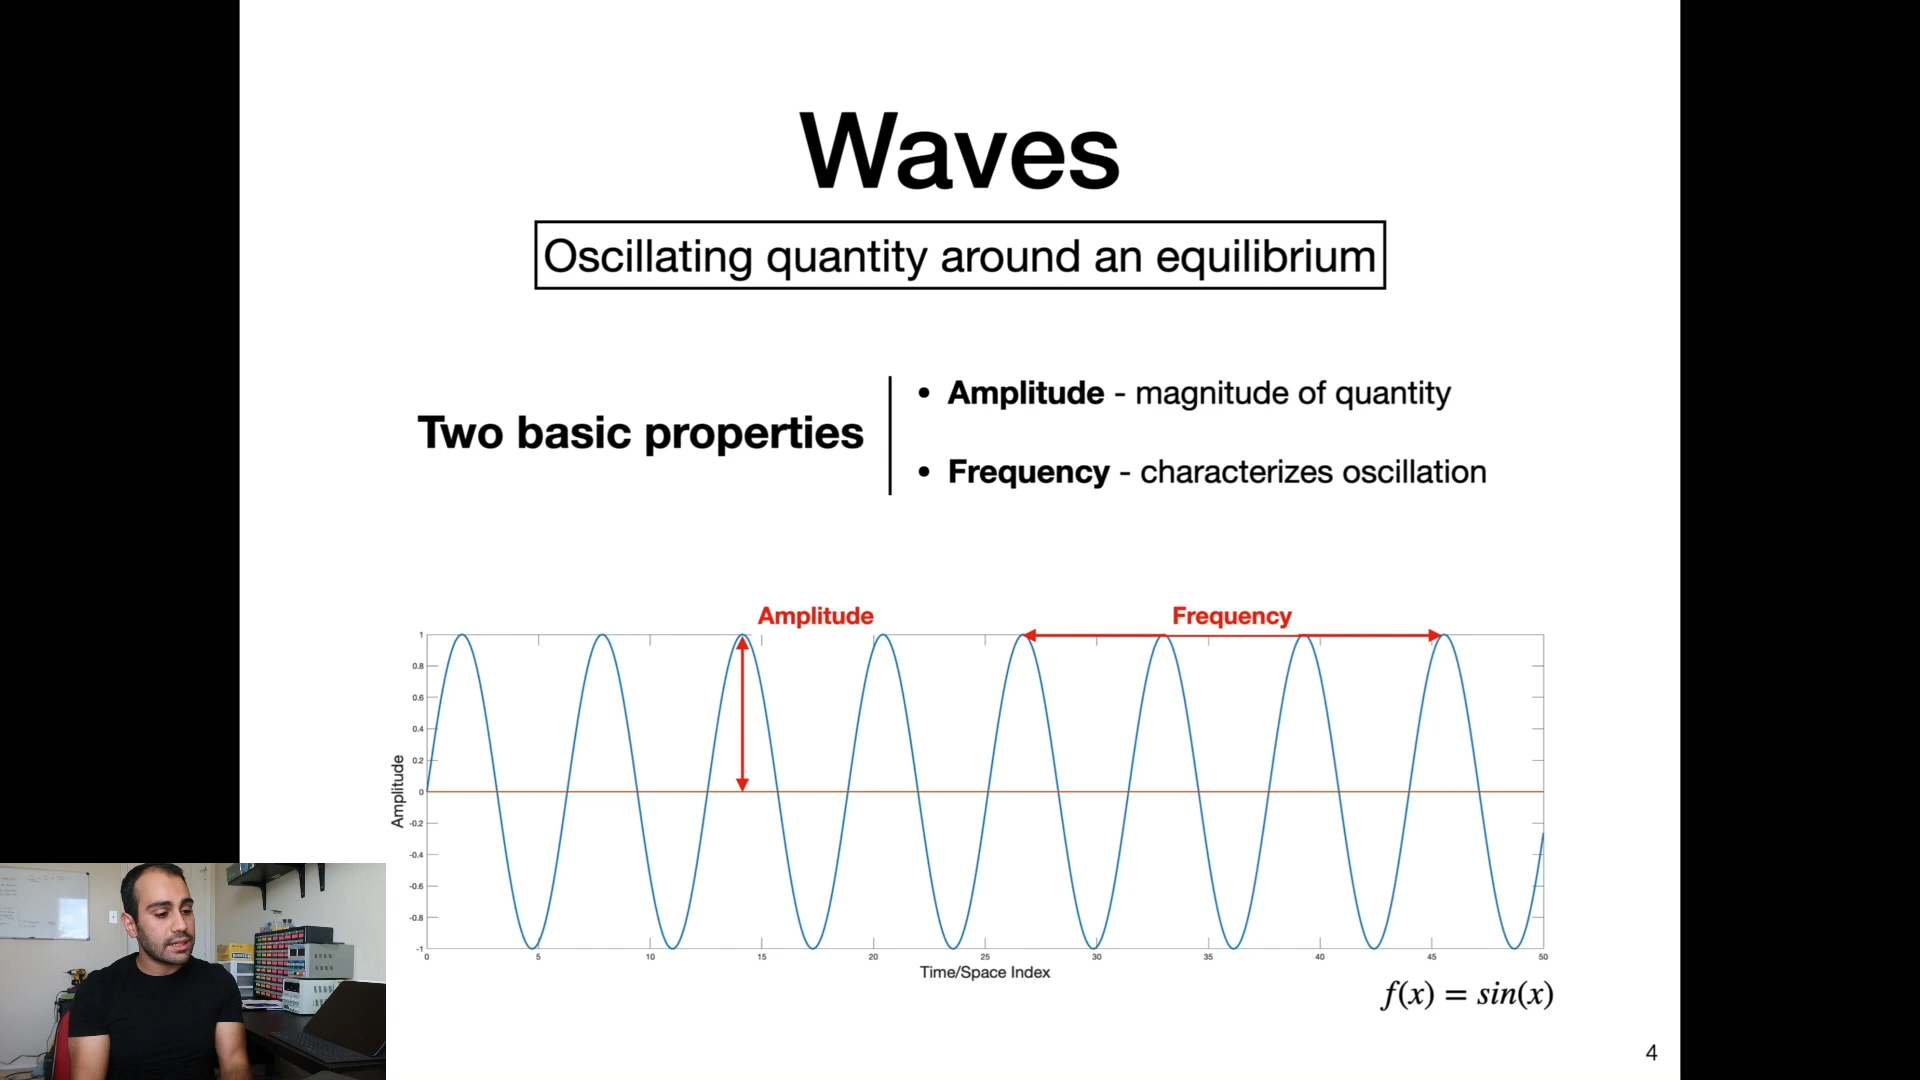 Waves
Oscillating quantity around an equilibrium
Two basic properties
• Amplitude - magnitude of quantity
• Frequency - characterizes oscillation
Amplitude
Frequency
1
0.8
0.6
0.4
0.2
0
-0.2
-0.4
-0.6
-0.8
-1
Amplitude
0 5 10 15 20 25 30 35 40 45 50
Time/Space Index
f(x) = sin(x)
4